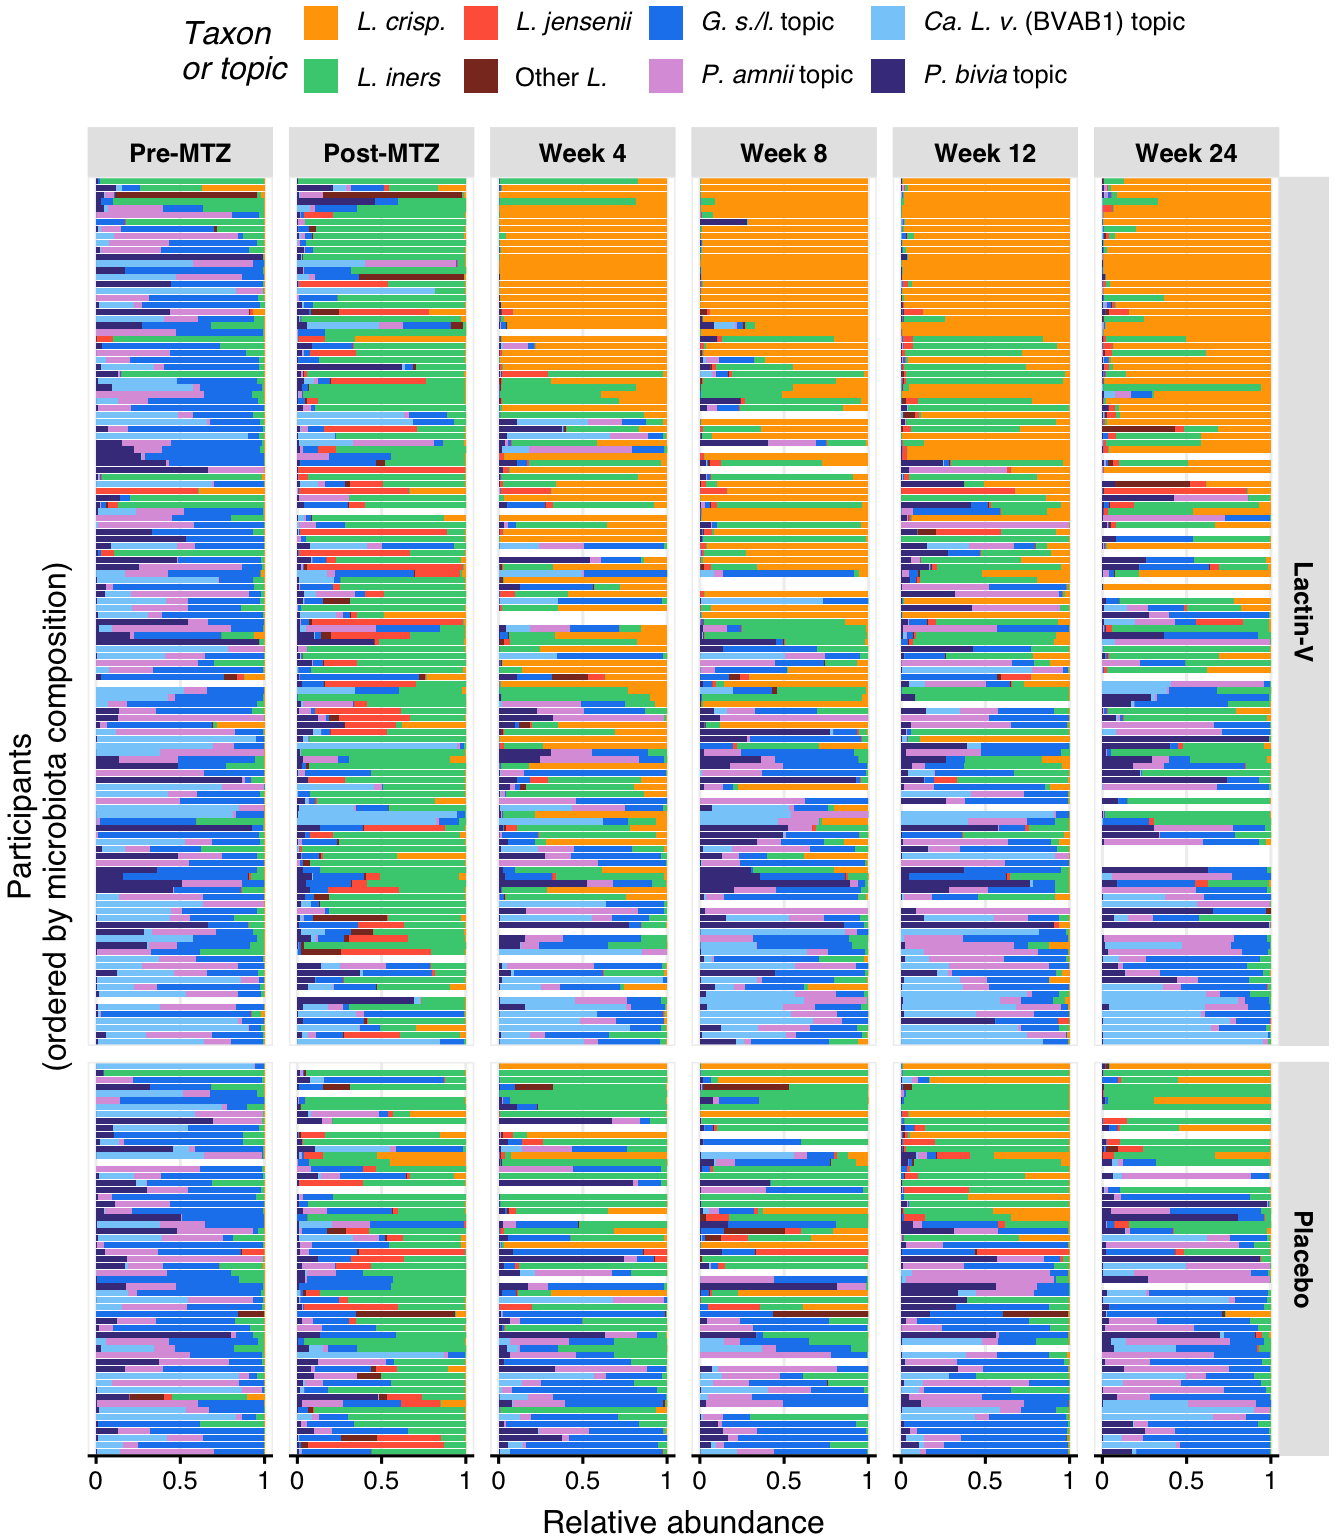 Taxon
or topic
L. crisp.
L. jensenii
G. s./l. topic
Ca. L. v. (BVAB1) topic
L. iners
Other L.
P. amnii topic
P. bivia topic
Pre-MTZ
Post-MTZ
Week 4
Week 8
Week 12
Week 24
Participants
(ordered by microbiota composition)
Lactin-V
Placebo
0 0.5 1 0 0.5 1 0 0.5 1 0 0.5 1 0 0.5 1 0 0.5 1
Relative abundance